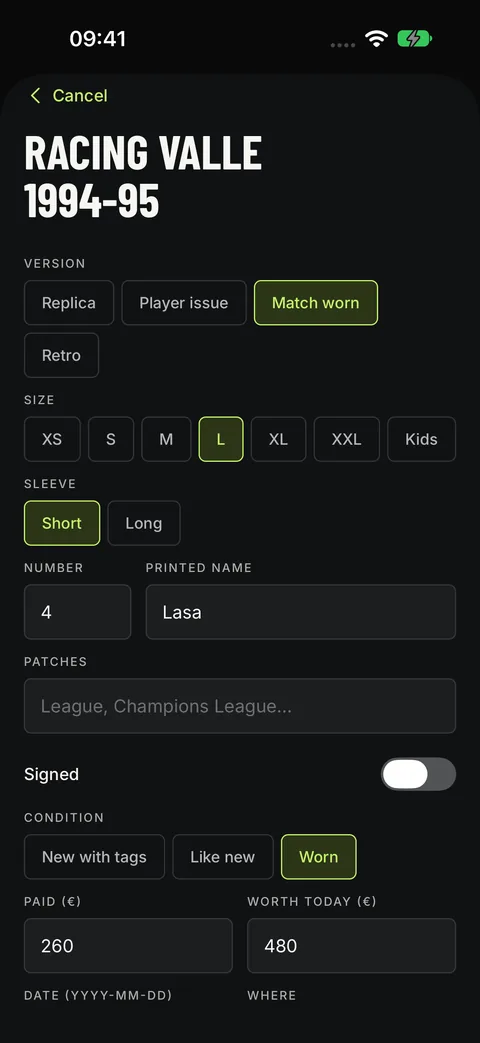 09:41
Cancel
RACING VALLE
1994-95
VERSION
Replica Player issue Match worn
Retro
SIZE
XS S M L XL XXL Kids
SLEEVE
Short Long
NUMBER PRINTED NAME
4 Lasa
PATCHES
League, Champions League...
Signed
CONDITION
New with tags Like new Worn
PAID (€) WORTH TODAY (€)
260 480
DATE (YYYY-MM-DD) WHERE